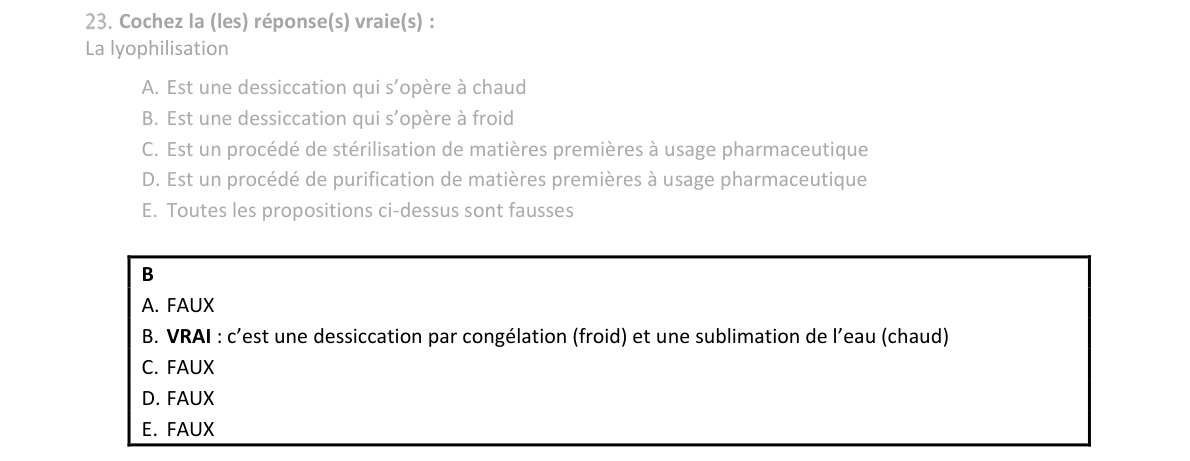 23. Cochez la (les) réponse(s) vraie(s) :
La lyophilisation
A. Est une dessiccation qui s’opère à chaud
B. Est une dessiccation qui s’opère à froid
C. Est un procédé de stérilisation de matières premières à usage pharmaceutique
D. Est un procédé de purification de matières premières à usage pharmaceutique
E. Toutes les propositions ci-dessus sont fausses
B
A. FAUX
B. VRAI : c’est une dessiccation par congélation (froid) et une sublimation de l’eau (chaud)
C. FAUX
D. FAUX
E. FAUX